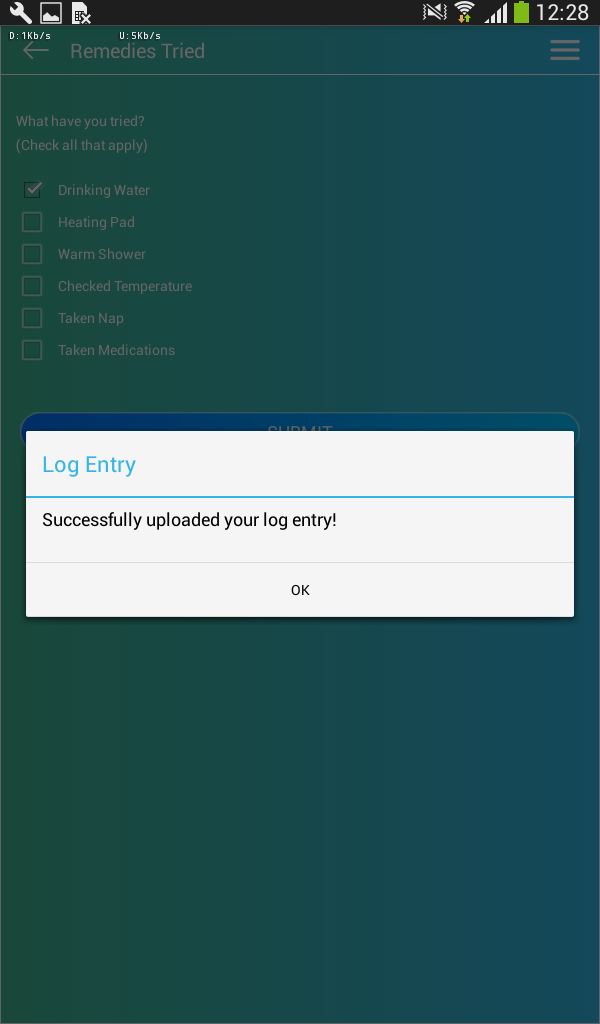 12:28
D:1Kb/s U:5Kb/s
Remedies Tried
What have you tried?
(Check all that apply)
Drinking Water
Heating Pad
Warm Shower
Checked Temperature
Taken Nap
Taken Medications
SUBMIT
Log Entry
Successfully uploaded your log entry!
OK